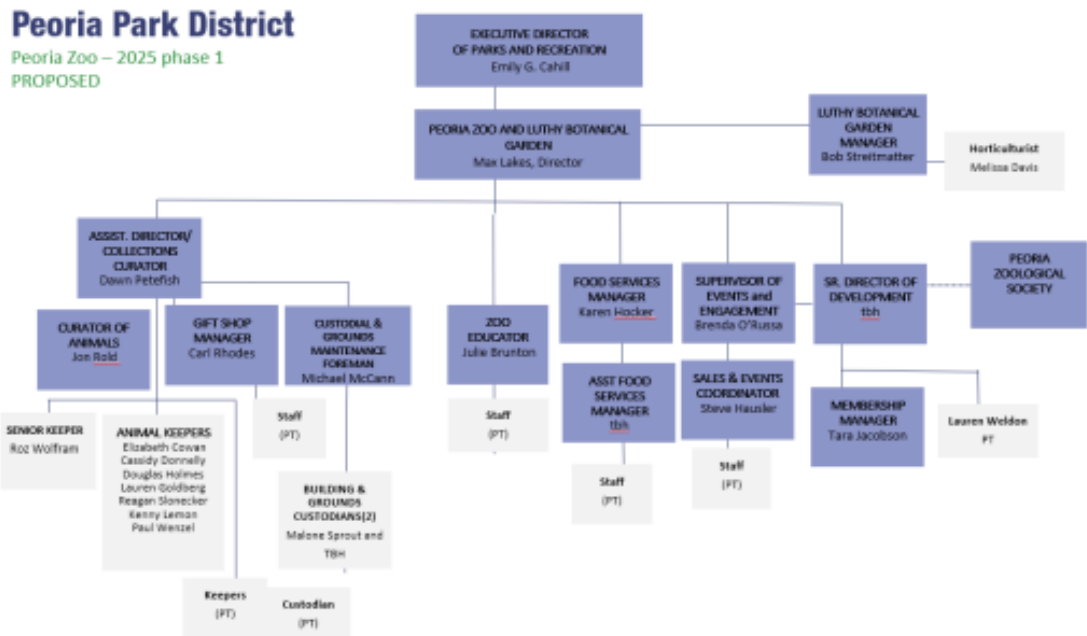 Peoria Park District
Peoria Zoo – 2025 phase 1
PROPOSED
EXECUTIVE DIRECTOR
OF PARKS AND RECREATION
Emily G. Cahill
PEORIA ZOO AND LUTHY BOTANICAL
GARDEN
Max Lakes, Director
LUTHY BOTANICAL
GARDEN
MANAGER
Bob Streitmatter
Horticulturist
Melissa Davis
ASSIST. DIRECTOR/
COLLECTIONS
CURATOR
Dawn Petefish
CURATOR OF
ANIMALS
Jon Rold
GIFT SHOP
MANAGER
Carl Rhodes
CUSTODIAL &
GROUNDS
MAINTENANCE
FOREMAN
Michael McCann
ZOO
EDUCATOR
Julie Brunton
FOOD SERVICES
MANAGER
Karen Hocker
SUPERVISOR OF
EVENTS and
ENGAGEMENT
Brenda O'Russa
SR. DIRECTOR OF
DEVELOPMENT
tbh
PEORIA
ZOOLOGICAL
SOCIETY
ASST FOOD
SERVICES
MANAGER
tbh
SALES & EVENTS
COORDINATOR
Steve Hausler
MEMBERSHIP
MANAGER
Tara Jacobson
Lauren Weldon
PT
SENIOR KEEPER
Roz Wolfram
ANIMAL KEEPERS
Elizabeth Cowan
Cassidy Donnelly
Douglas Holmes
Lauren Goldberg
Reagan Slonecker
Kenny Lemon
Paul Wenzel
Staff
(PT)
Staff
(PT)
Staff
(PT)
Staff
(PT)
BUILDING &
GROUNDS
CUSTODIANS(2)
Malone Sprout and
TBH
Keepers
(PT)
Custodian
(PT)